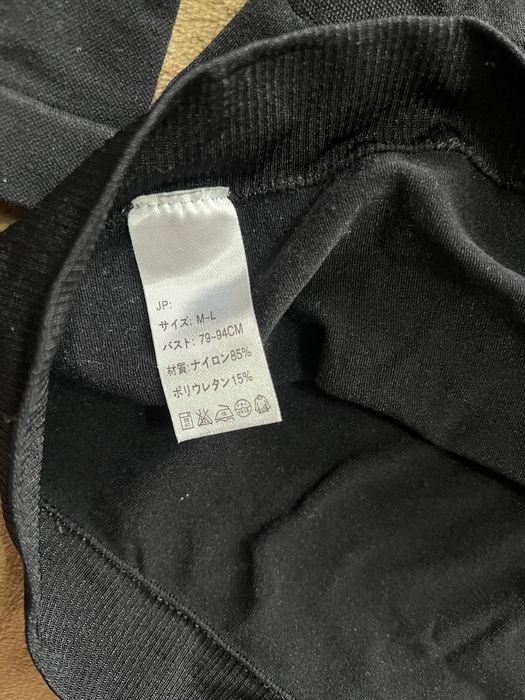 JP:
サイズ: M-L
バスト: 79-94CM
材質:ナイロン85%
ポリウレタン15%